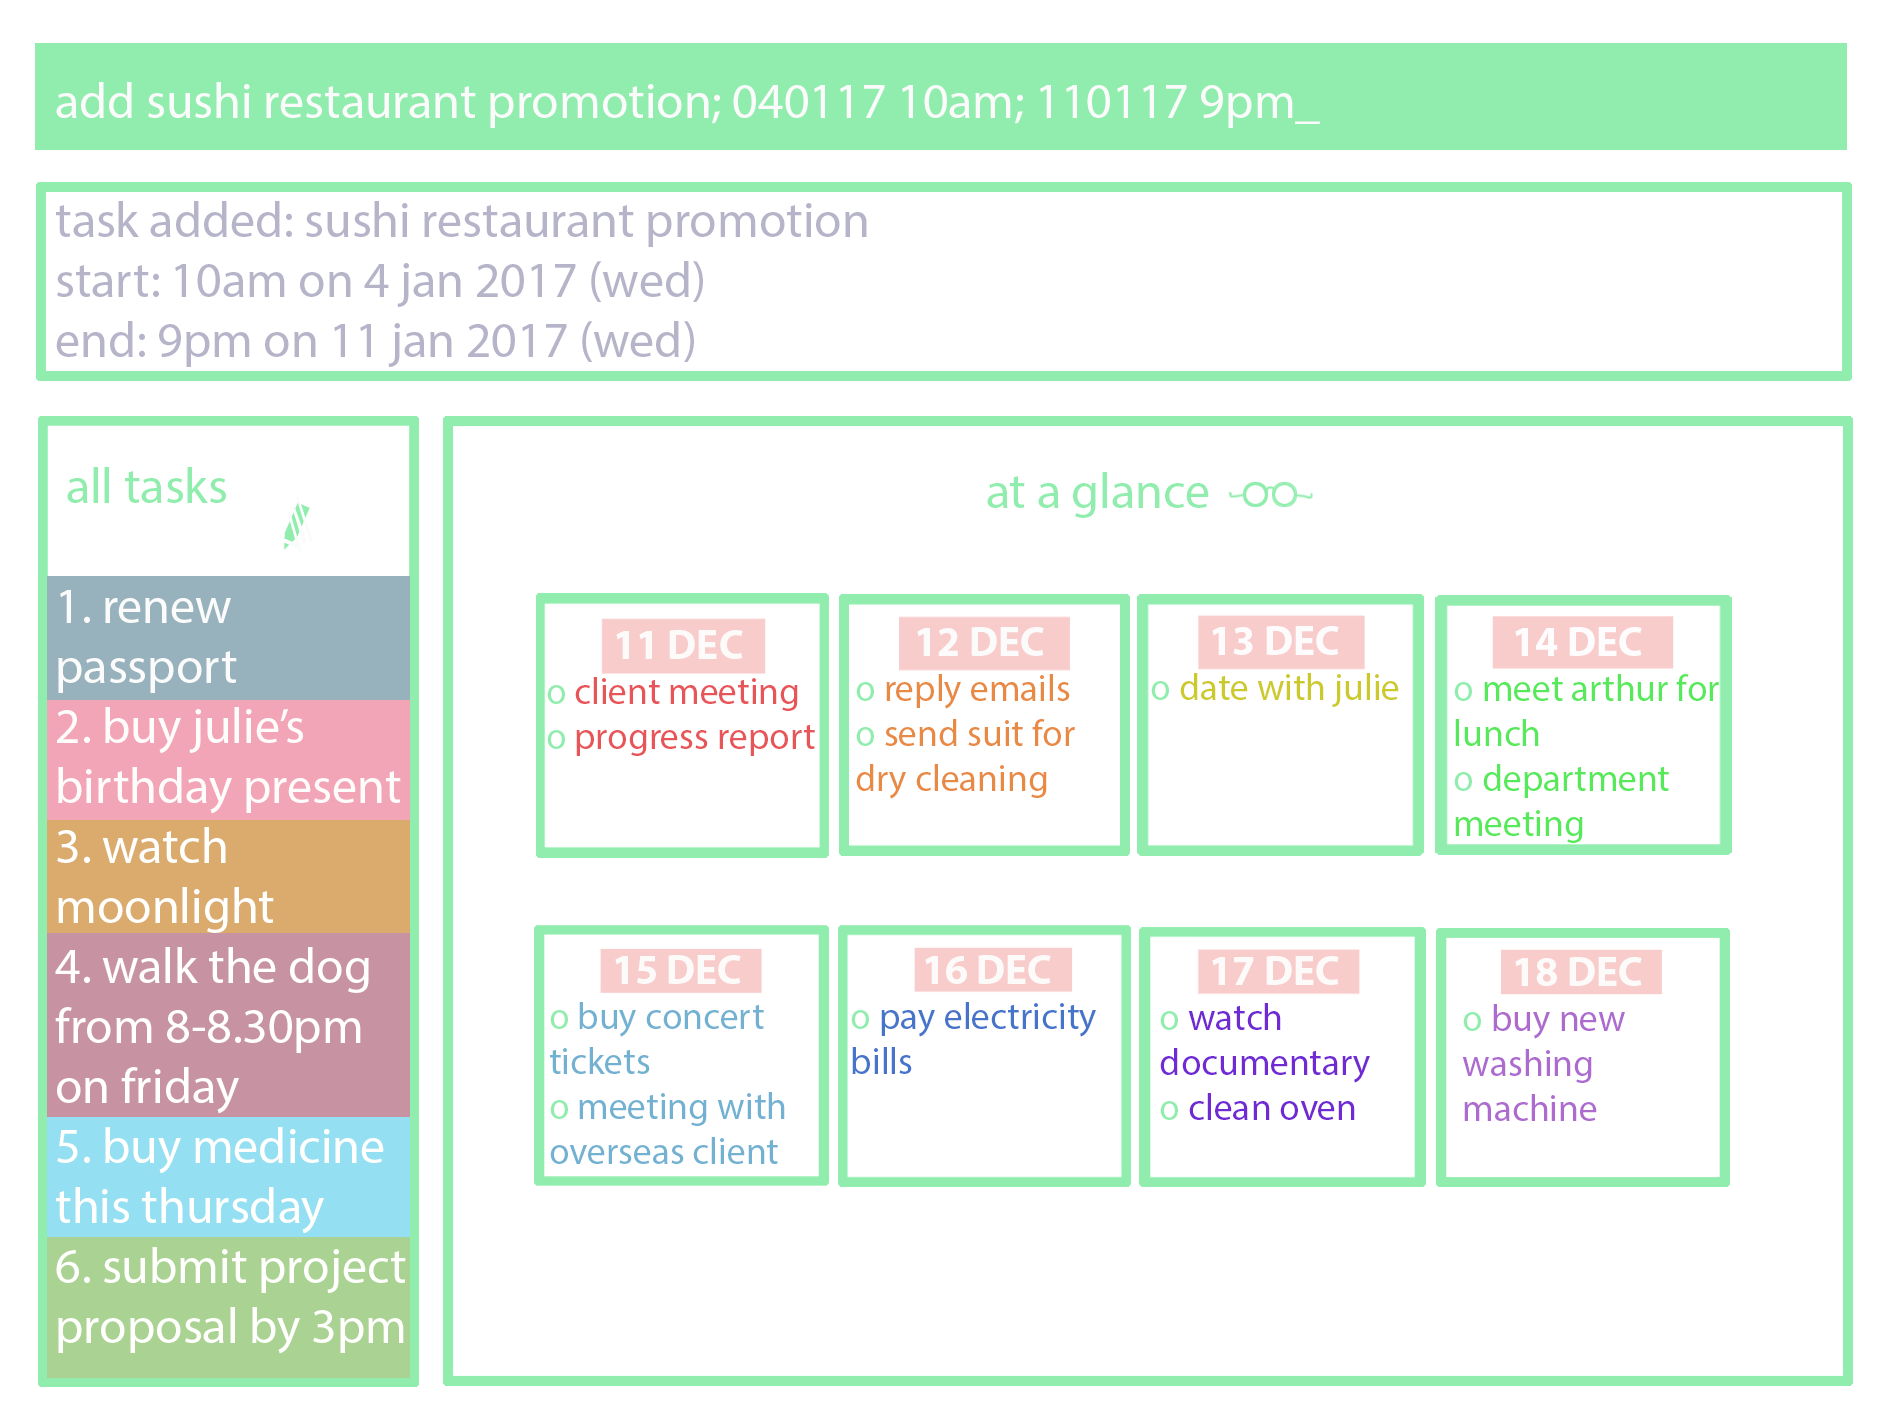 add sushi restaurant promotion; 040117 10am; 110117 9pm_
task added: sushi restaurant promotion
start: 10am on 4 jan 2017 (wed)
end: 9pm on 11 jan 2017 (wed)
all tasks
1. renew
passport
2. buy julie’s
birthday present
3. watch
moonlight
4. walk the dog
from 8-8.30pm
on friday
5. buy medicine
this thursday
6. submit project
proposal by 3pm
at a glance
11 DEC
o client meeting
o progress report
12 DEC
o reply emails
o send suit for
dry cleaning
13 DEC
o date with julie
14 DEC
o meet arthur for
lunch
o department
meeting
15 DEC
o buy concert
tickets
o meeting with
overseas client
16 DEC
o pay electricity
bills
17 DEC
o watch
documentary
o clean oven
18 DEC
o buy new
washing
machine